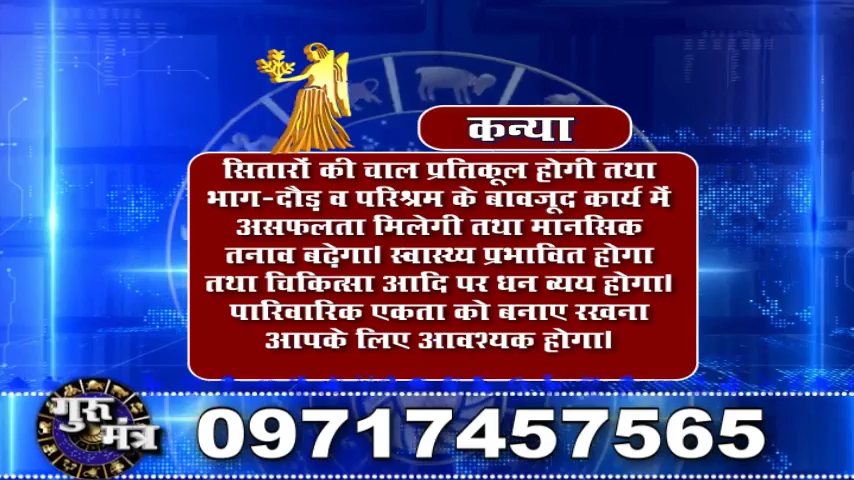 कन्या
सितारों की चाल प्रतिकूल होगी तथा
भाग-दौड़ व परिश्रम के बावजूद कार्य में
असफलता मिलेगी तथा मानसिक
तनाव बढ़ेगा। स्वास्थ्य प्रभावित होगा
तथा चिकित्सा आदि पर धन व्यय होगा।
पारिवारिक एकता को बनाए रखना
आपके लिए आवश्यक होगा।
गुरु
मंत्र
09717457565